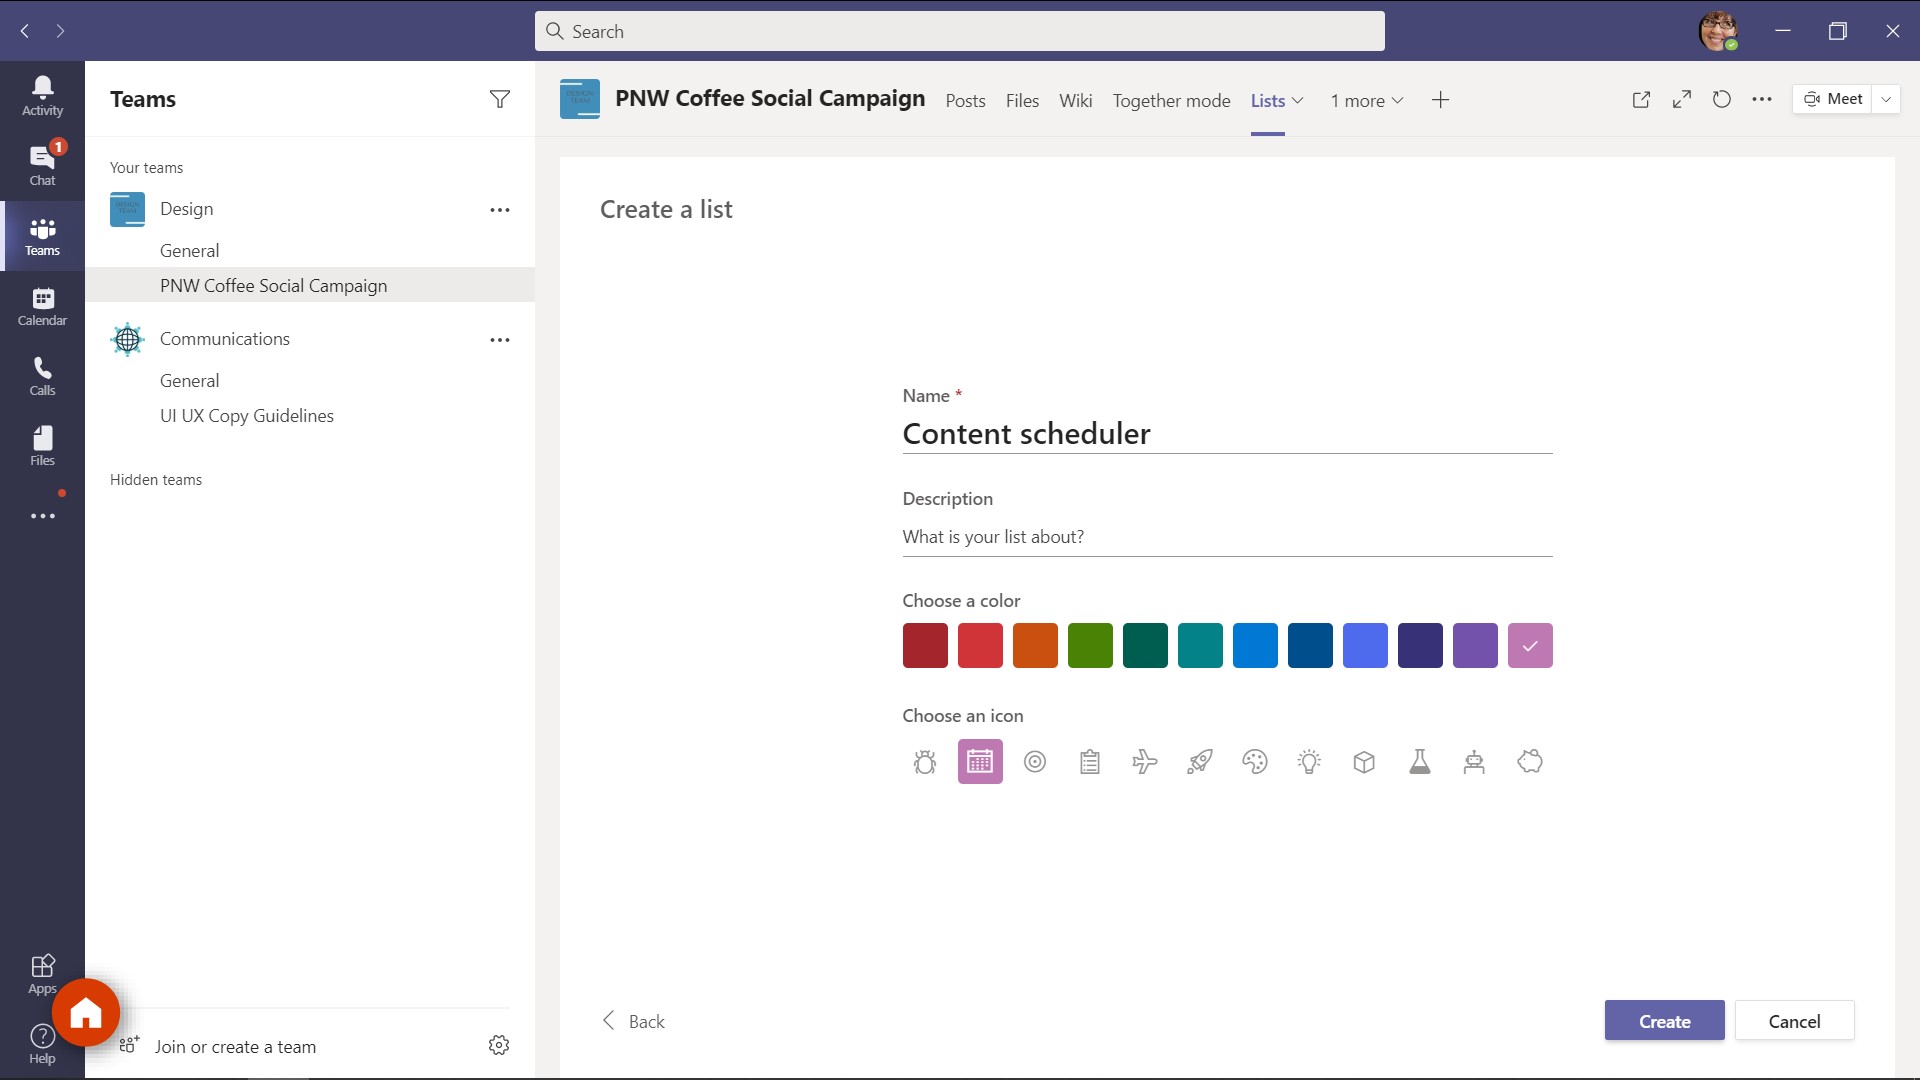 Search
Activity
1
Chat
Teams
Calendar
Calls
Files
Apps
Help
Teams
Your teams
Design
General
PNW Coffee Social Campaign
Communications
General
UI UX Copy Guidelines
Hidden teams
Join or create a team
DESIGN TEAM
PNW Coffee Social Campaign Posts Files Wiki Together mode Lists 1 more Meet
Create a list
Name *
Content scheduler
Description
What is your list about?
Choose a color
Choose an icon
Back Create Cancel